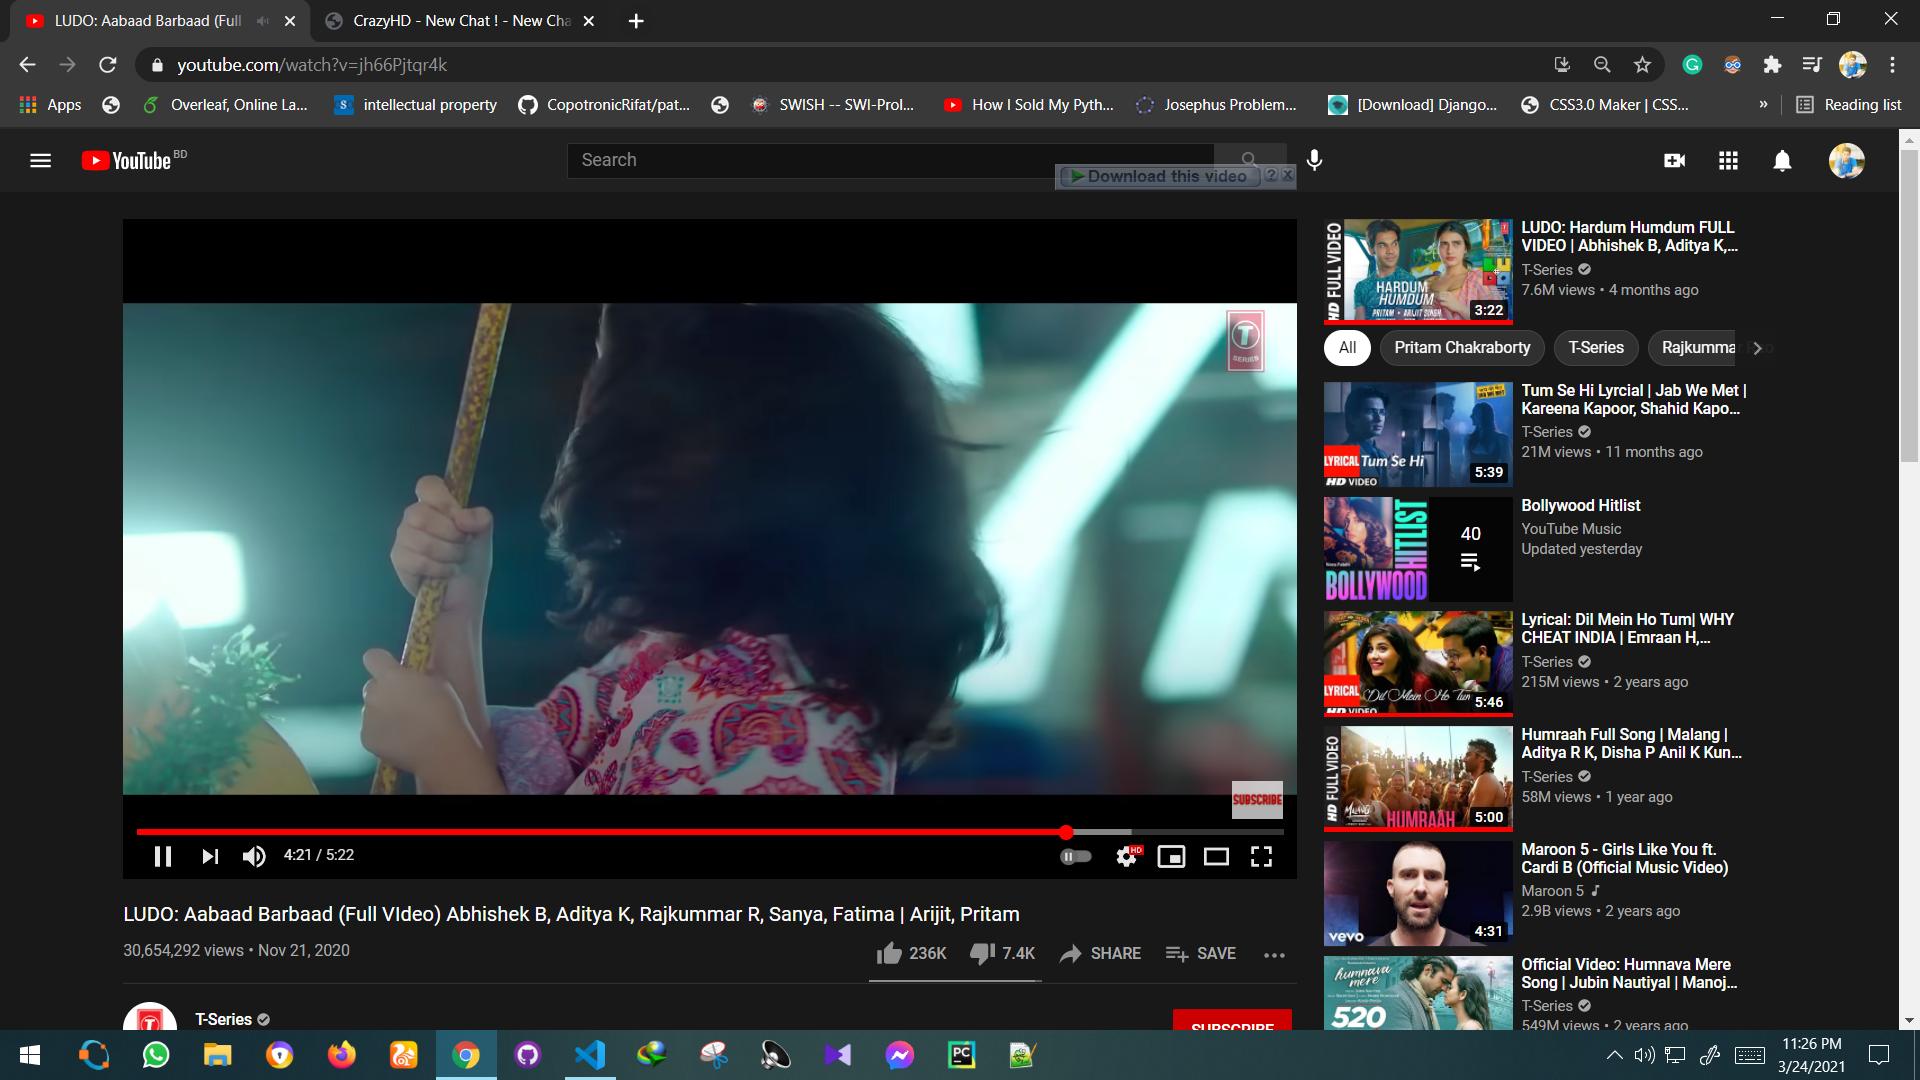 LUDO: Aabaad Barbaad (Full
CrazyHD - New Chat ! - New Cha
youtube.com/watch?v=jh66Pjtqr4k
Apps
Overleaf, Online La...
intellectual property
CopotronicRifat/pat...
SWISH -- SWI-Prol...
How I Sold My Pyth...
Josephus Problem...
[Download] Django...
CSS3.0 Maker | CSS...
»
Reading list
YouTube BD
Search
Download this video
T
SERIES
SUBSCRIBE
4:21 / 5:22
HD
LUDO: Aabaad Barbaad (Full VIdeo) Abhishek B, Aditya K, Rajkummar R, Sanya, Fatima | Arijit, Pritam
30,654,292 views • Nov 21, 2020
236K
7.4K
SHARE
SAVE
T-Series
SUBSCRIBE
HD FULL VIDEO
HARDUM
HUMDUM
PRITAM • ARIJIT SINGH
3:22
LUDO: Hardum Humdum FULL
VIDEO | Abhishek B, Aditya K,...
T-Series
7.6M views • 4 months ago
All
Pritam Chakraborty
T-Series
Rajkummar
JAB WE MET
LYRICAL Tum Se Hi
HD VIDEO
5:39
Tum Se Hi Lyrcial | Jab We Met |
Kareena Kapoor, Shahid Kapo...
T-Series
21M views • 11 months ago
HITLIST
BOLLYWOOD
40
Bollywood Hitlist
YouTube Music
Updated yesterday
LYRICAL Dil Mein Ho Tum
HD VIDEO
5:46
Lyrical: Dil Mein Ho Tum| WHY
CHEAT INDIA | Emraan H,...
T-Series
215M views • 2 years ago
HD FULL VIDEO
MALANG
HUMRAAH
5:00
Humraah Full Song | Malang |
Aditya R K, Disha P Anil K Kun...
T-Series
58M views • 1 year ago
vevo
4:31
Maroon 5 - Girls Like You ft.
Cardi B (Official Music Video)
Maroon 5
2.9B views • 2 years ago
humnava
mere
520
Official Video: Humnava Mere
Song | Jubin Nautiyal | Manoj...
T-Series
549M views • 2 years ago
PC
11:26 PM
3/24/2021